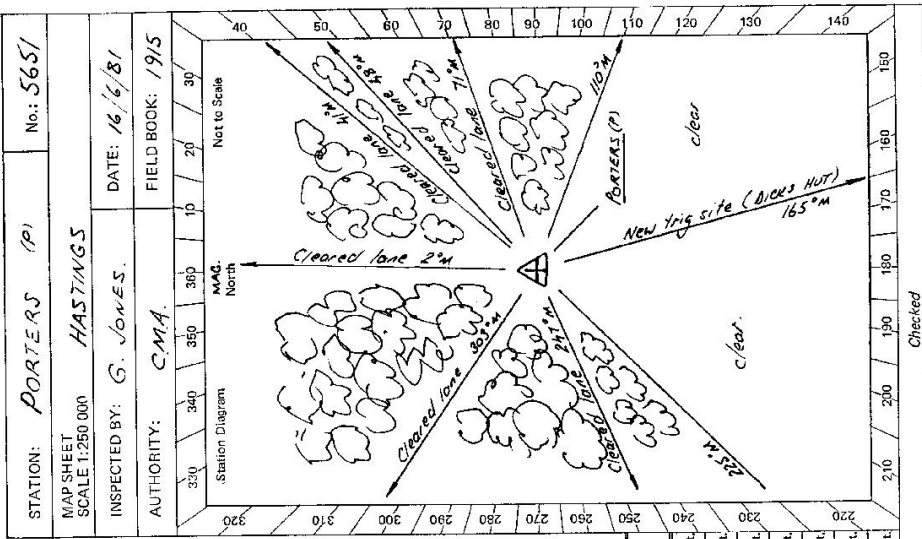 STATION: PORTERS (P)
No.: 5651
MAP SHEET
SCALE 1:250 000
HASTINGS
INSPECTED BY: G. JONES.
DATE: 16/6/81
AUTHORITY: C.M.A.
FIELD BOOK: 1915
330
340
350
360
10
20
30
Station Diagram
MAG.
North
Not to Scale
40
50
60
70
80
90
100
110
120
130
140
150
160
170
180
190
200
210
220
230
240
250
260
270
280
290
300
310
320
Cleared lane 2°M
Cleared lane 41°M
Cleared lane 48°M
Cleared lane 71°M
110°M
PORTERS (P)
clear
New trig site (DICKS HUT)
165°M
clear.
225°M
Cleared lane 247°M
Cleared lane 303°M
Checked